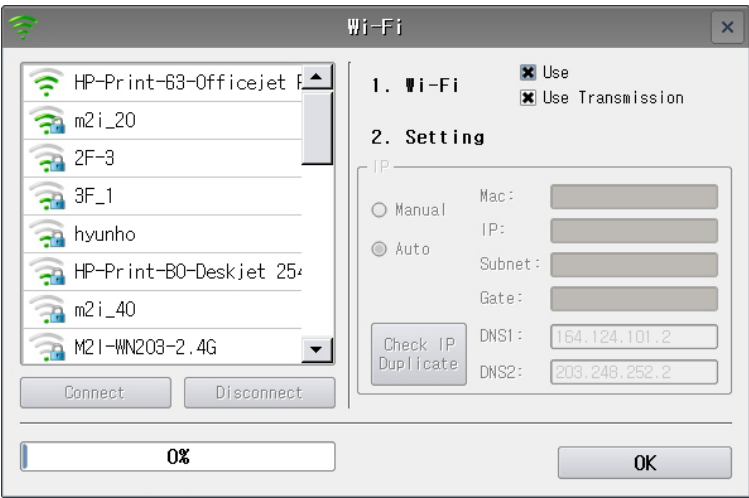 Wi-Fi
HP-Print-63-Officejet
m2i_20
2F-3
3F_1
hyunho
HP-Print-B0-Deskjet 254
m2i_40
M2I-WN203-2.4G
Connect
Disconnect
0%
1. Wi-Fi
Use
Use Transmission
2. Setting
IP
Manual
Auto
Check IP
Duplicate
Mac:
IP:
Subnet:
Gate:
DNS1: 164.124.101.2
DNS2: 203.248.252.2
OK